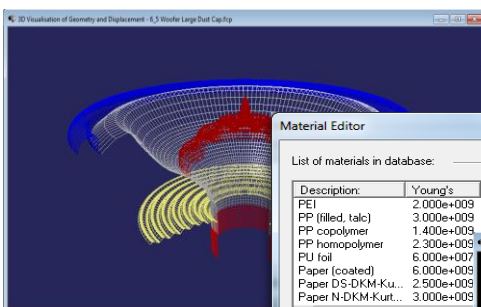 3D Visualisation of Geometry and Displacement - 6_5 Woofer Large Dust Cap.fcp
Material Editor
List of materials in database:
Description: Young's
PEI 2.000e+009
PP (filled, talc) 3.000e+009
PP copolymer 1.400e+009
PP homopolymer 2.300e+009
PU foil 6.000e+007
Paper (coated) 6.000e+009
Paper DS-DKM-Ku... 2.500e+009
Paper N-DKM-Kurt... 3.000e+009